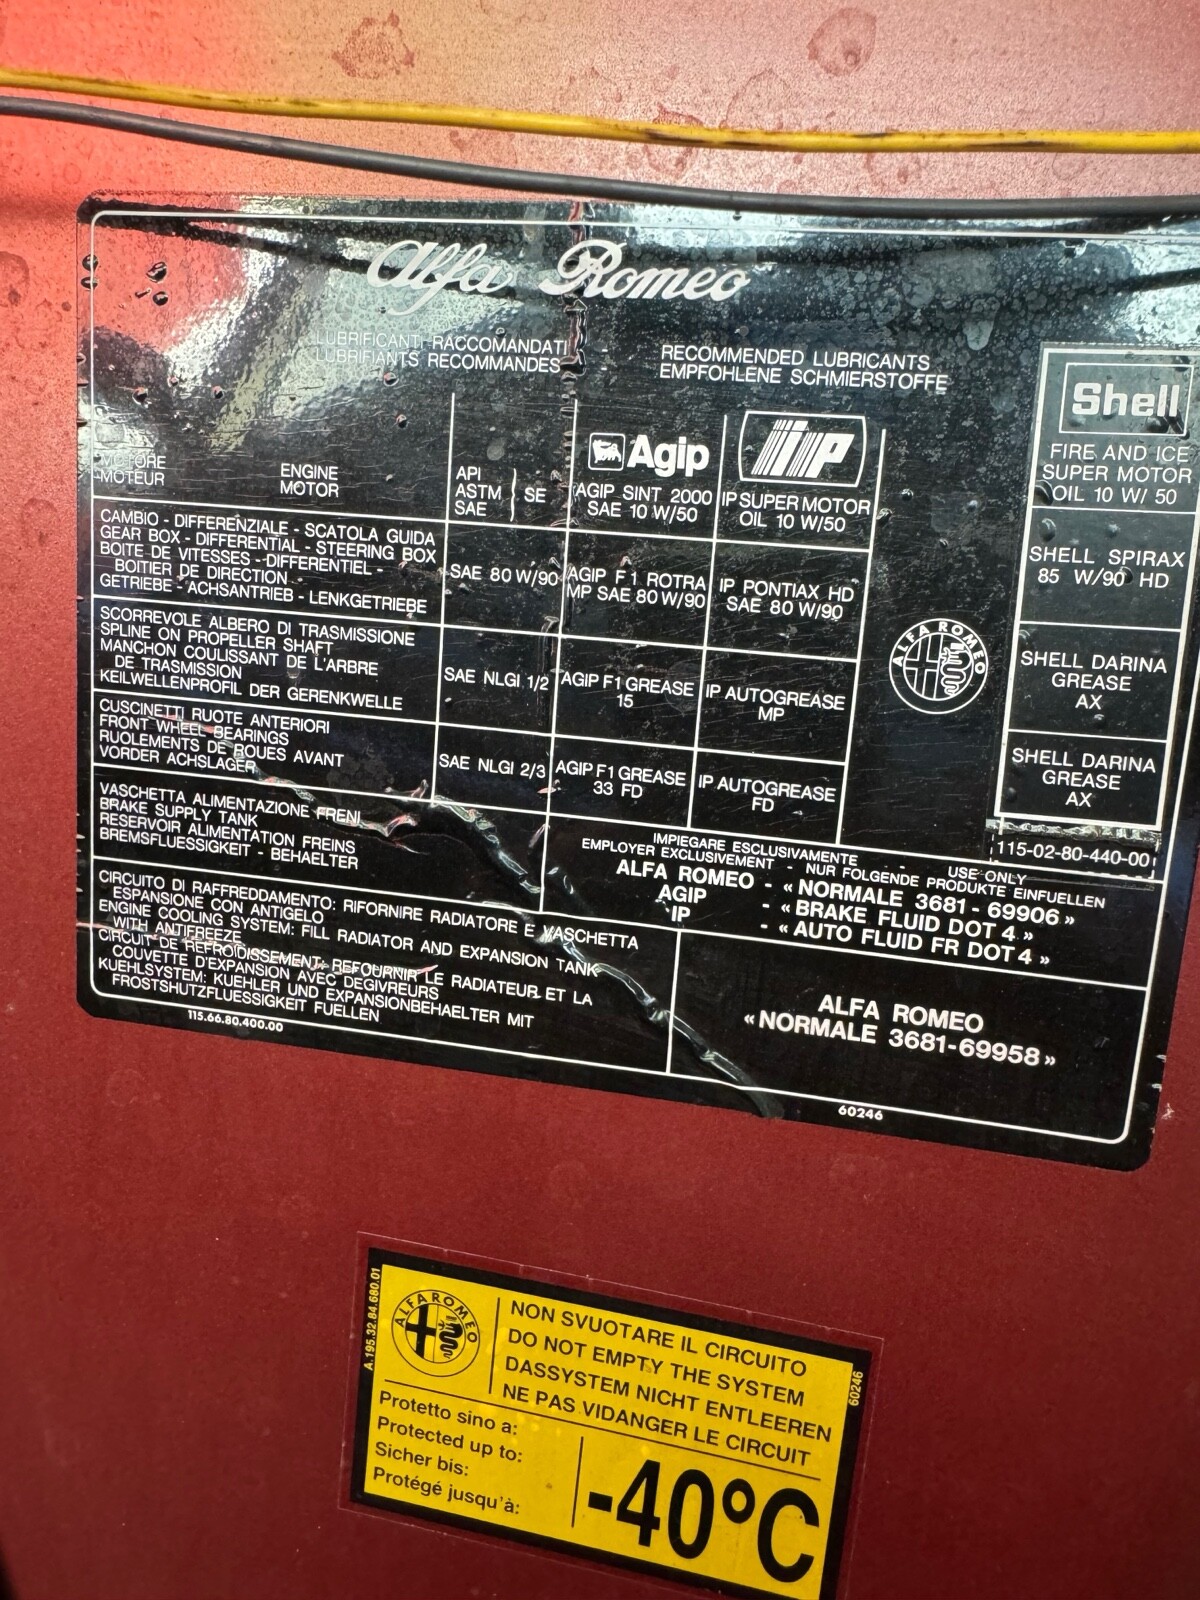 Alfa Romeo
LUBRIFICANTI RACCOMANDATI
LUBRIFIANTS RECOMMANDES
RECOMMENDED LUBRICANTS
EMPFOHLENE SCHMIERSTOFFE
MOTORE
MOTEUR
ENGINE
MOTOR
API
ASTM
SAE
SE
Agip
AGIP SINT 2000
SAE 10 W/50
IP
IP SUPER MOTOR
OIL 10 W/50
Shell
FIRE AND ICE
SUPER MOTOR
OIL 10 W/ 50
CAMBIO - DIFFERENZIALE - SCATOLA GUIDA
GEAR BOX - DIFFERENTIAL - STEERING BOX
BOITE DE VITESSES - DIFFERENTIEL -
BOITIER DE DIRECTION
GETRIEBE - ACHSANTRIEB - LENKGETRIEBE
SAE 80 W/90
AGIP F 1 ROTRA
MP SAE 80 W/90
IP PONTIAX HD
SAE 80 W/90
SHELL SPIRAX
85 W/90 HD
SCORREVOLE ALBERO DI TRASMISSIONE
SPLINE ON PROPELLER SHAFT
MANCHON COULISSANT DE L'ARBRE
DE TRASMISSION
KEILWELLENPROFIL DER GERENKWELLE
SAE NLGI 1/2
AGIP F1 GREASE
15
IP AUTOGREASE
MP
ALFA ROMEO
SHELL DARINA
GREASE
AX
CUSCINETTI RUOTE ANTERIORI
FRONT WHEEL BEARINGS
RUOLEMENTS DE ROUES AVANT
VORDER ACHSLAGER
SAE NLGI 2/3
AGIP F1 GREASE
33 FD
IP AUTOGREASE
FD
SHELL DARINA
GREASE
AX
115-02-80-440-00
VASCHETTA ALIMENTAZIONE FRENI
BRAKE SUPPLY TANK
RESERVOIR ALIMENTATION FREINS
BREMSFLUESSIGKEIT - BEHAELTER
IMPIEGARE ESCLUSIVAMENTE - USE ONLY
EMPLOYER EXCLUSIVEMENT - NUR FOLGENDE PRODUKTE EINFUELLEN
ALFA ROMEO - « NORMALE 3681 - 69906 »
AGIP - « BRAKE FLUID DOT 4 »
IP - « AUTO FLUID FR DOT 4 »
CIRCUITO DI RAFFREDDAMENTO: RIFORNIRE RADIATORE E VASCHETTA
ESPANSIONE CON ANTIGELO
ENGINE COOLING SYSTEM: FILL RADIATOR AND EXPANSION TANK
WITH ANTIFREEZE
CIRCUIT DE REFROIDISSEMENT: REFOURNIR LE RADIATEUR ET LA
COUVETTE D'EXPANSION AVEC DEGIVREURS
KUEHLSYSTEM: KUEHLER UND EXPANSIONBEHAELTER MIT
FROSTSHUTZFLUESSIGKEIT FUELLEN
ALFA ROMEO
« NORMALE 3681-69958 »
115.66.80.400.00
60246
A.195.32.84.680.01
ALFA ROMEO
NON SVUOTARE IL CIRCUITO
DO NOT EMPTY THE SYSTEM
DASSYSTEM NICHT ENTLEEREN
NE PAS VIDANGER LE CIRCUIT
60246
Protetto sino a:
Protected up to:
Sicher bis:
Protégé jusqu'à:
-40°C